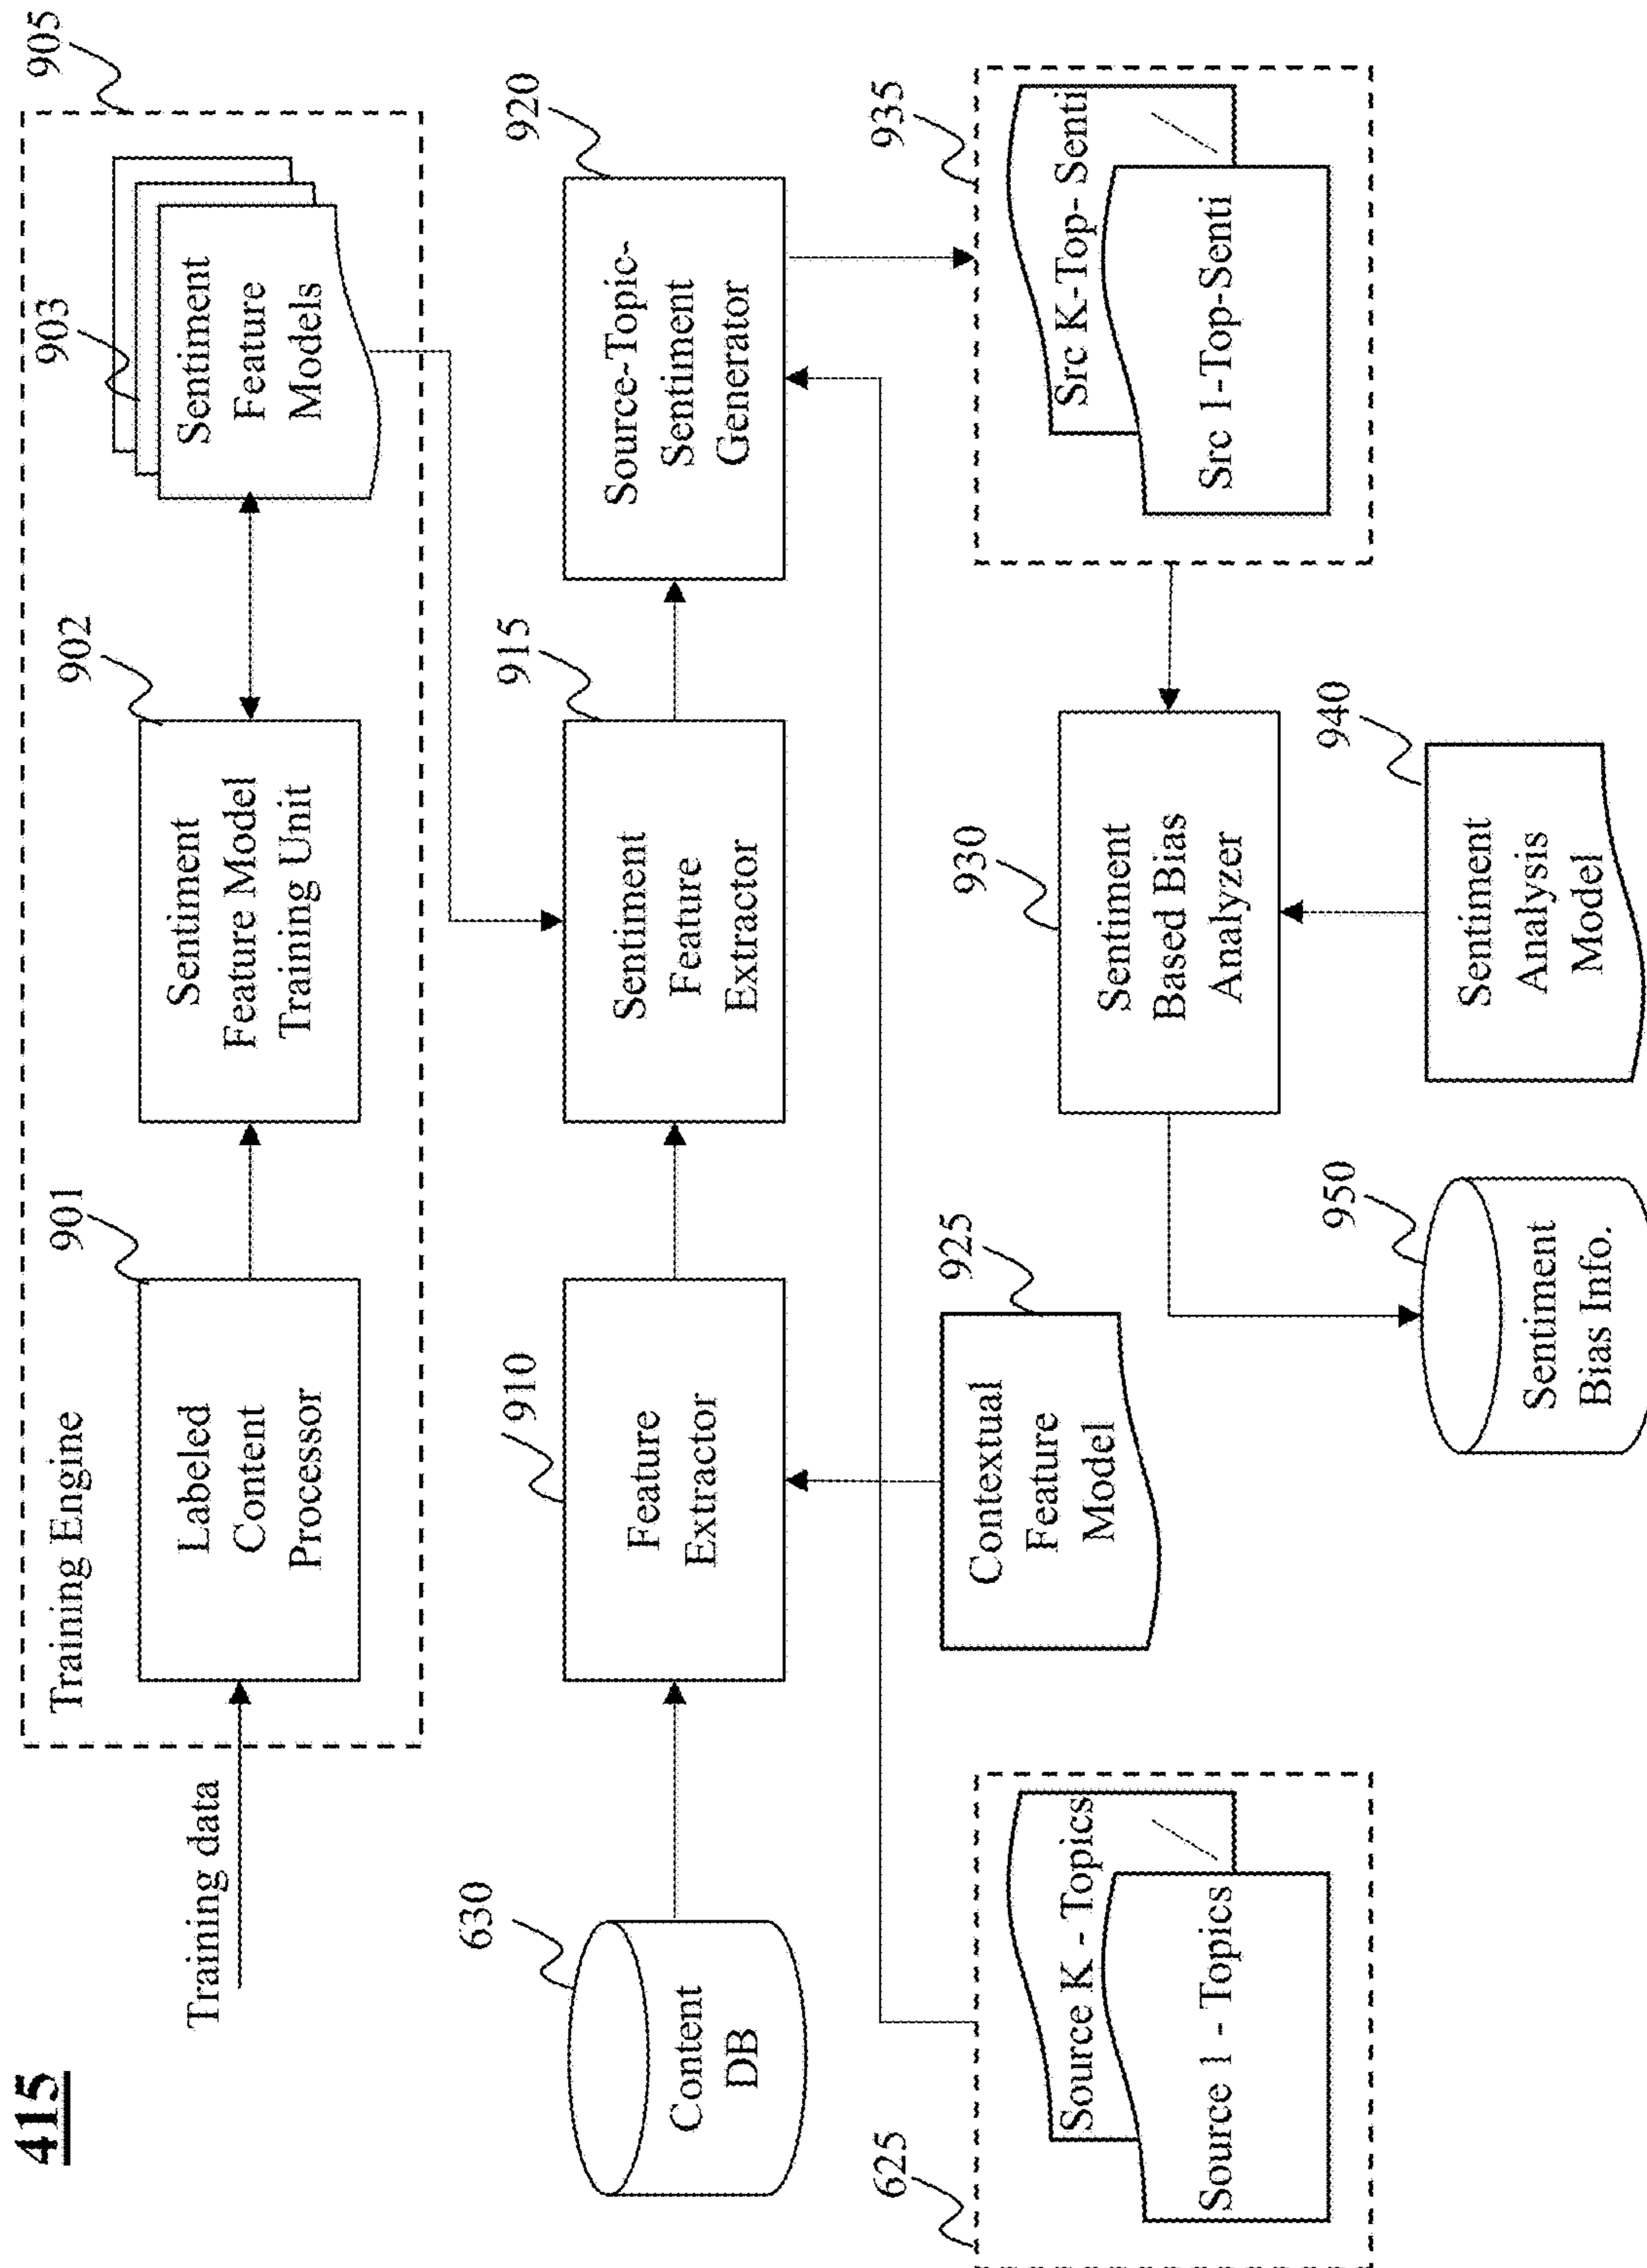 415
905
Training Engine
Training data
901
Labeled
Content
Processor
902
Sentiment
Feature Model
Training Unit
903
Sentiment
Feature
Models
630
Content
DB
910
Feature
Extractor
915
Sentiment
Feature
Extractor
920
Source-Topic-
Sentiment
Generator
625
Source K - Topics
Source 1 - Topics
925
Contextual
Feature
Model
930
Sentiment
Based Bias
Analyzer
935
Src K-Top- Senti
Src 1-Top-Senti
950
Sentiment
Bias Info.
940
Sentiment
Analysis
Model